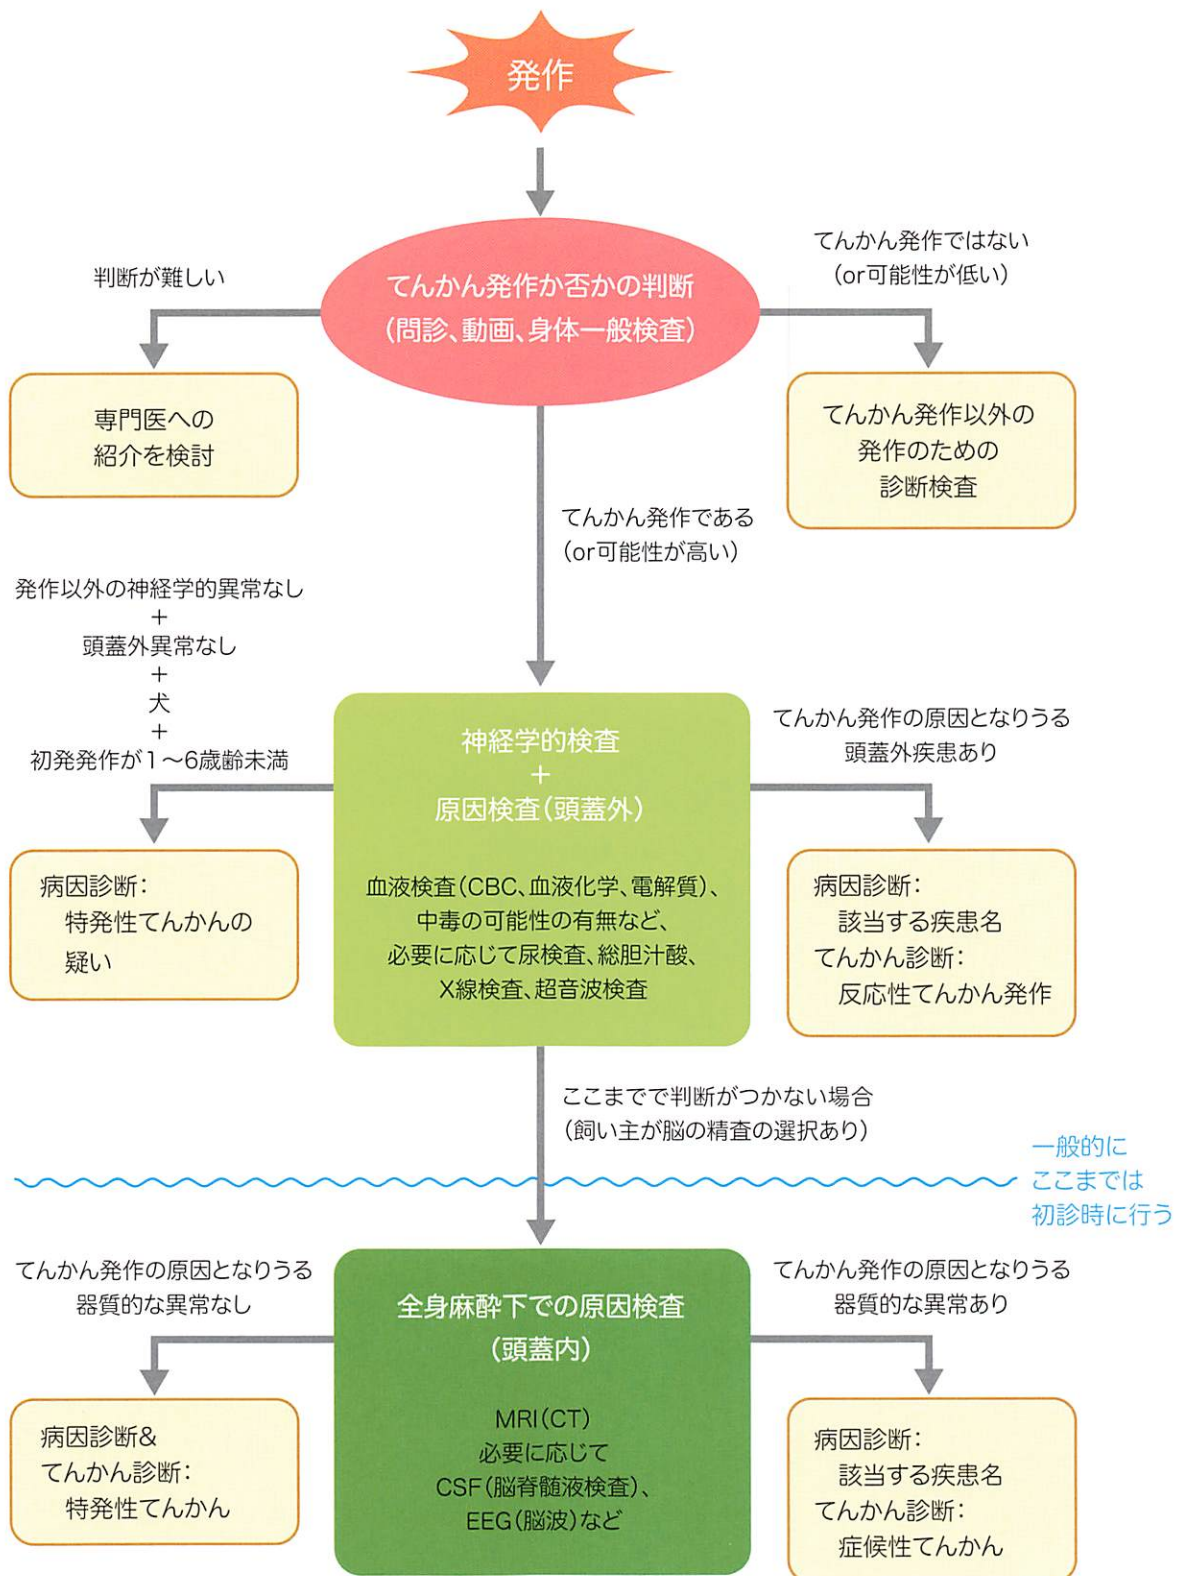 発作
てんかん発作か否かの判断
(問診、動画、身体一般検査)
判断が難しい
専門医への
紹介を検討
てんかん発作ではない
(or可能性が低い)
てんかん発作以外の
発作のための
診断検査
てんかん発作である
(or可能性が高い)
発作以外の神経学的異常なし
+
頭蓋外異常なし
+
犬
+
初発発作が1〜6歳齢未満
病因診断:
特発性てんかんの
疑い
神経学的検査
+
原因検査(頭蓋外)
血液検査(CBC、血液化学、電解質)、
中毒の可能性の有無など、
必要に応じて尿検査、総胆汁酸、
X線検査、超音波検査
てんかん発作の原因となりうる
頭蓋外疾患あり
病因診断:
該当する疾患名
てんかん診断:
反応性てんかん発作
ここまでで判断がつかない場合
(飼い主が脳の精査の選択あり)
一般的に
ここまでは
初診時に行う
てんかん発作の原因となりうる
器質的な異常なし
病因診断&
てんかん診断:
特発性てんかん
全身麻酔下での原因検査
(頭蓋内)
MRI(CT)
必要に応じて
CSF(脳脊髄液検査)、
EEG(脳波)など
てんかん発作の原因となりうる
器質的な異常あり
病因診断:
該当する疾患名
てんかん診断:
症候性てんかん